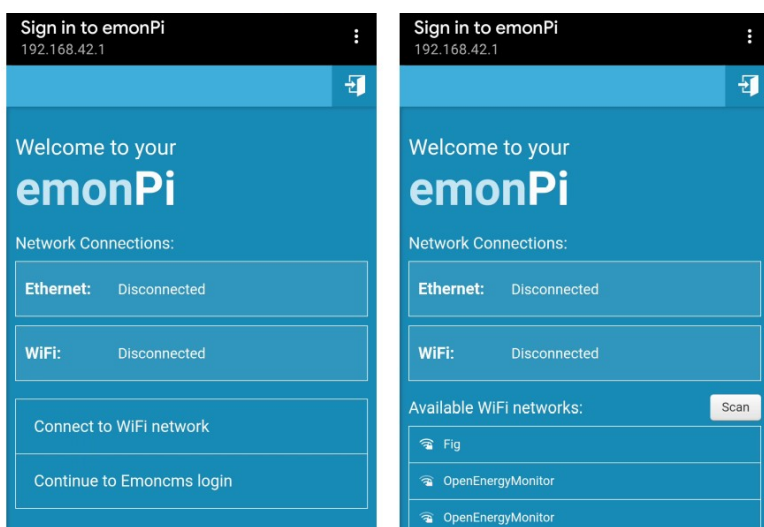 Sign in to emonPi
192.168.42.1
Welcome to your
emonPi
Network Connections:
Ethernet: Disconnected
WiFi: Disconnected
Connect to WiFi network
Continue to Emoncms login
Sign in to emonPi
192.168.42.1
Welcome to your
emonPi
Network Connections:
Ethernet: Disconnected
WiFi: Disconnected
Available WiFi networks: Scan
Fig
OpenEnergyMonitor
OpenEnergyMonitor